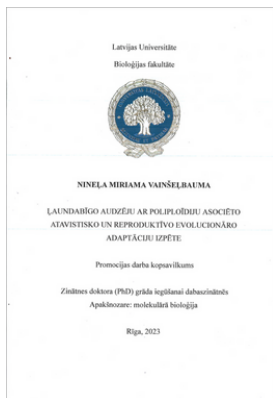 Latvijas Universitāte
Bioloģijas fakultāte
NINEĻA MIRIAMA VAINŠEĻBAUMA
ĻAUNDABĪGO AUDZĒJU AR POLIPLOĪDIJU ASOCIĒTO
ATAVISTISKO UN REPRODUKTĪVO EVOLUCIONĀRO
ADAPTĀCIJU IZPĒTE
Promocijas darba kopsavilkums
Zinātnes doktora (PhD) grāda iegūšanai dabaszinātnēs
Apakšnozare: molekulārā bioloģija
Rīga, 2023